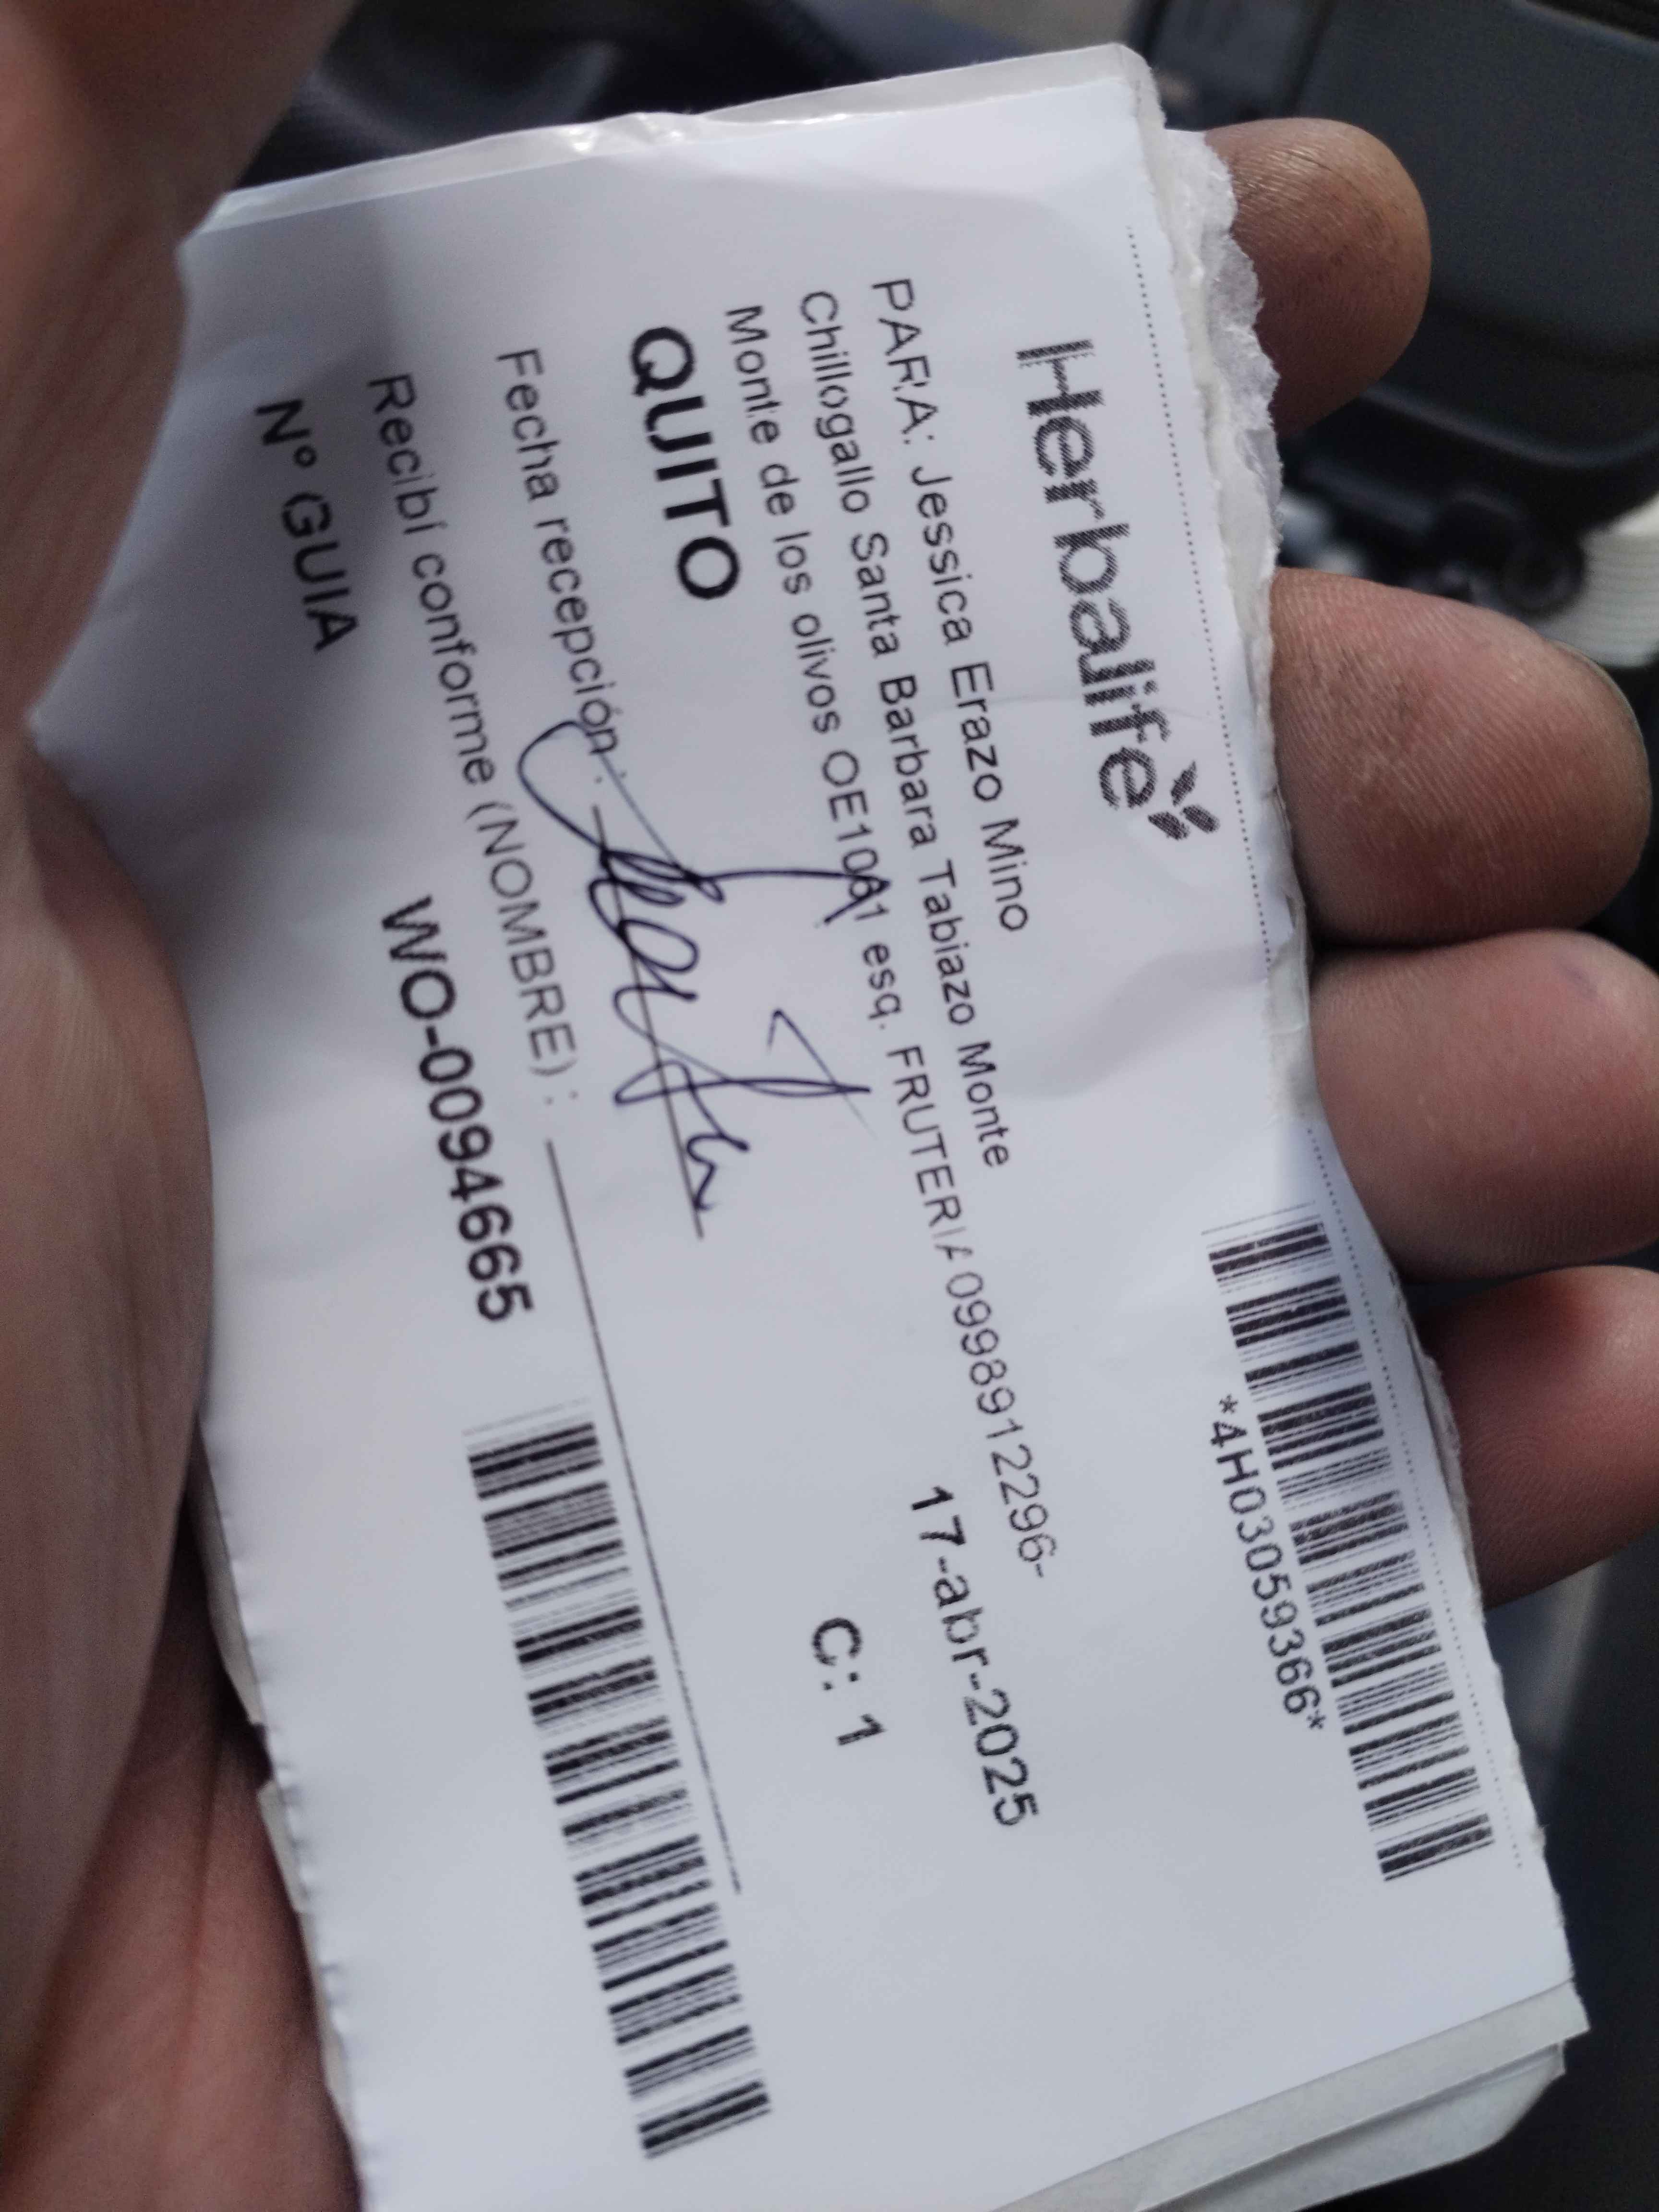 Herbalife
*4H03059366*
PARA: Jessica Erazo Mino
Chillogallo Santa Barbara Tabiazo Monte
Monte de los olivos esq. FRUTERIA 0998912296-
17-abr-2025
QUITO
C: 1
Fecha recepción :
Recibí conforme (NOMBRE) :
Nº GUIA
WO-0094665